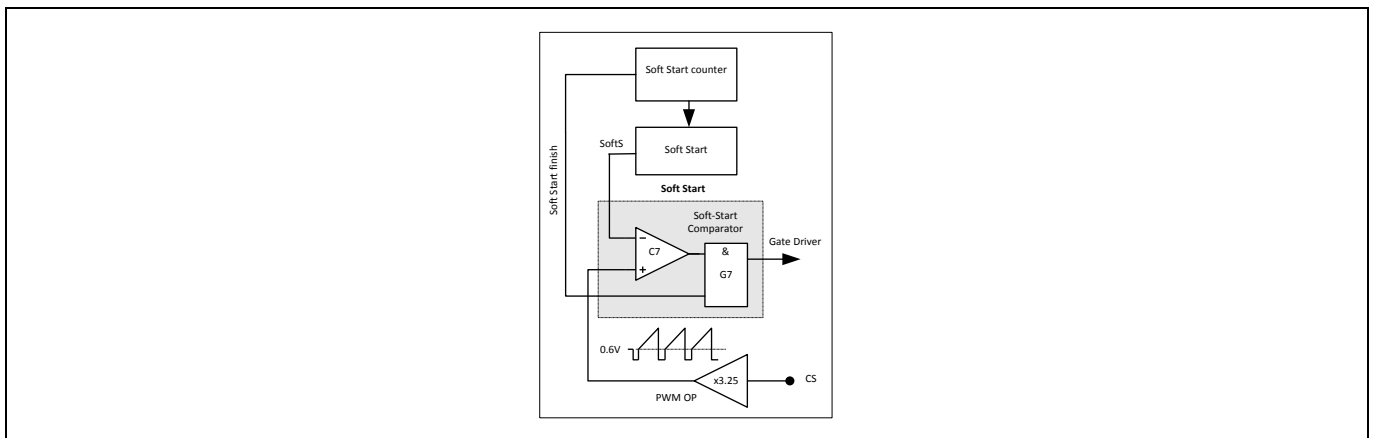 Soft Start counter
SoftS
Soft Start
Soft Start finish
Soft Start
Soft-Start
Comparator
Gate Driver
−
C7
+
&
G7
0.6V
x3.25
CS
PWM OP